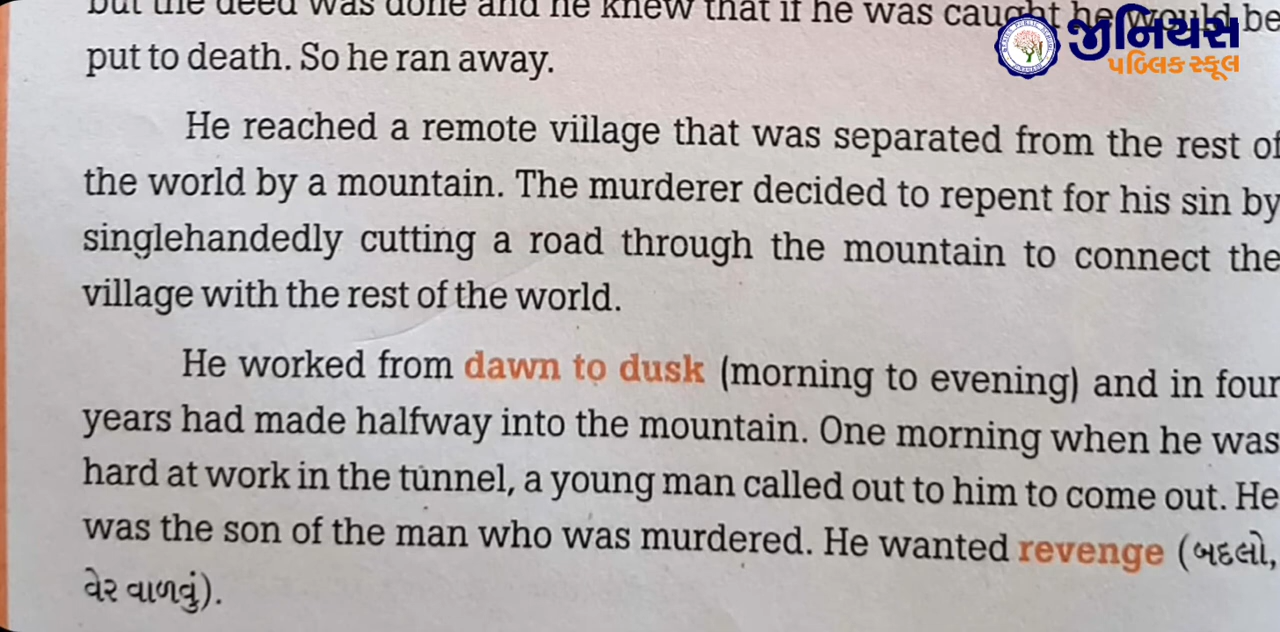 but the deed was done and he knew that if he was caught he would be
put to death. So he ran away.
જીનિયસ
પબ્લિક સ્કૂલ
He reached a remote village that was separated from the rest of
the world by a mountain. The murderer decided to repent for his sin by
singlehandedly cutting a road through the mountain to connect the
village with the rest of the world.
He worked from dawn to dusk (morning to evening) and in four
years had made halfway into the mountain. One morning when he was
hard at work in the tunnel, a young man called out to him to come out. He
was the son of the man who was murdered. He wanted revenge (બદલો,
વેર વાળવું).